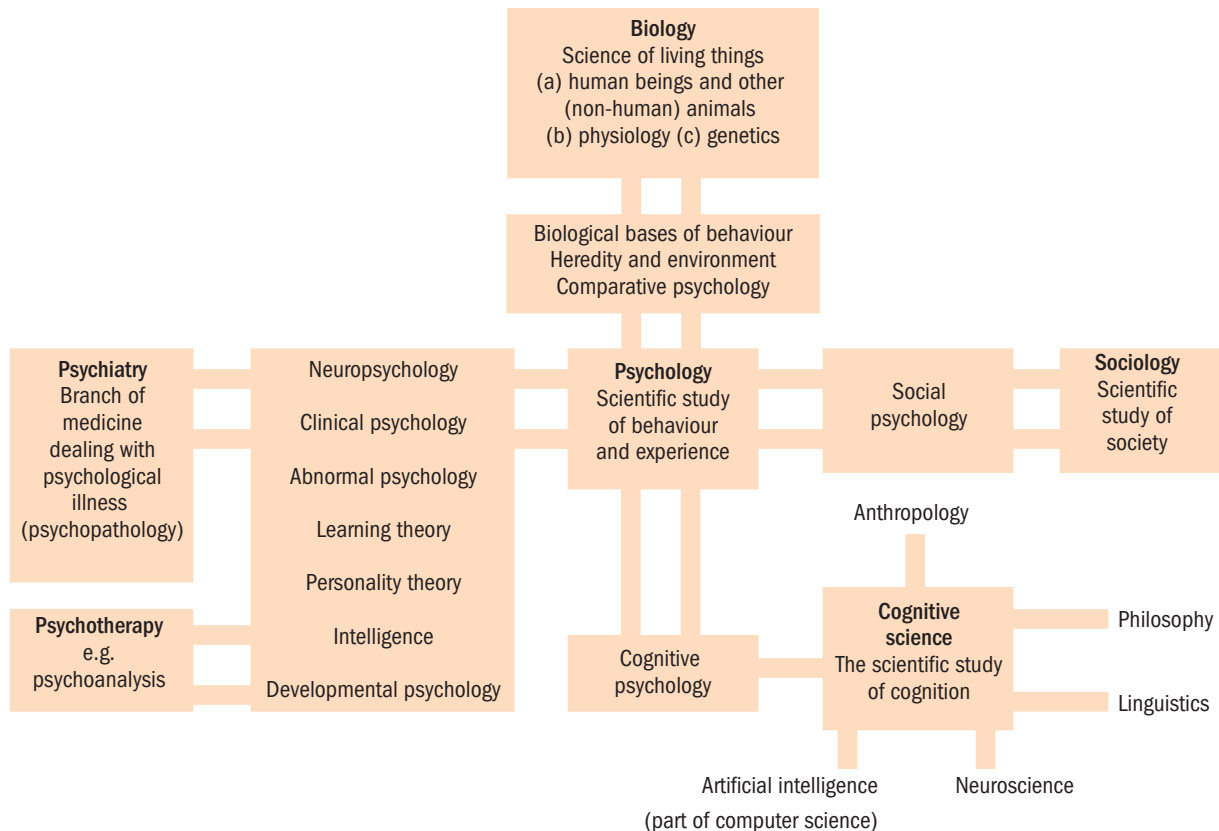 Biology
Science of living things
(a) human beings and other
(non-human) animals
(b) physiology (c) genetics
Biological bases of behaviour
Heredity and environment
Comparative psychology
Psychiatry
Branch of
medicine
dealing with
psychological
illness
(psychopathology)
Psychotherapy
e.g.
psychoanalysis
Neuropsychology
Clinical psychology
Abnormal psychology
Learning theory
Personality theory
Intelligence
Developmental psychology
Psychology
Scientific study
of behaviour
and experience
Social
psychology
Sociology
Scientific
study of
society
Cognitive
psychology
Anthropology
Cognitive
science
The scientific study
of cognition
Philosophy
Linguistics
Artificial intelligence
(part of computer science)
Neuroscience